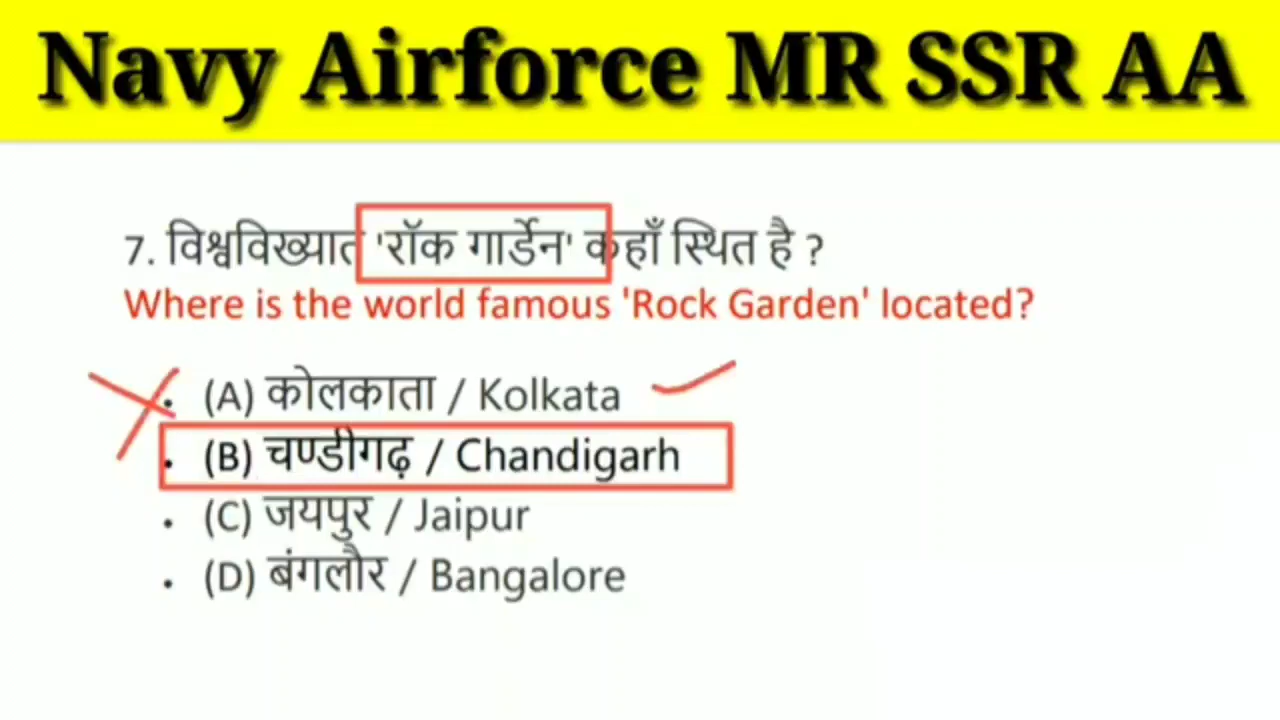 Navy Airforce MR SSR AA
7. विश्वविख्यात 'रॉक गार्डेन' कहाँ स्थित है ?
Where is the world famous 'Rock Garden' located?
• (A) कोलकाता / Kolkata
• (B) चण्डीगढ़ / Chandigarh
• (C) जयपुर / Jaipur
• (D) बंगलौर / Bangalore